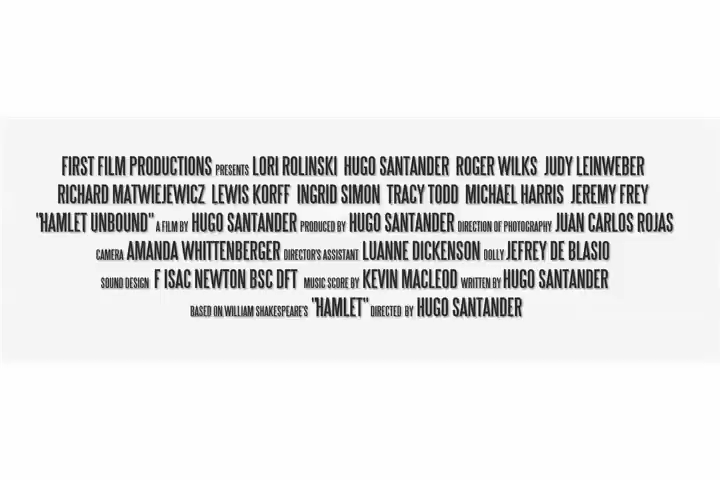 FIRST FILM PRODUCTIONS PRESENTS LORI ROLINSKI HUGO SANTANDER ROGER WILKS JUDY LEINWEBER
RICHARD MATWIEJEWICZ LEWIS KORFF INGRID SIMON TRACY TODD MICHAEL HARRIS JEREMY FREY
"HAMLET UNBOUND" A FILM BY HUGO SANTANDER PRODUCED BY HUGO SANTANDER DIRECTION OF PHOTOGRAPHY JUAN CARLOS ROJAS
CAMERA AMANDA WHITTENBERGER DIRECTOR'S ASSISTANT LUANNE DICKENSON DOLLY JEFREY DE BLASIO
SOUND DESIGN F ISAC NEWTON BSC DFT MUSIC SCORE BY KEVIN MACLEOD WRITTEN BY HUGO SANTANDER
BASED ON WILLIAM SHAKESPEARE'S "HAMLET" DIRECTED BY HUGO SANTANDER